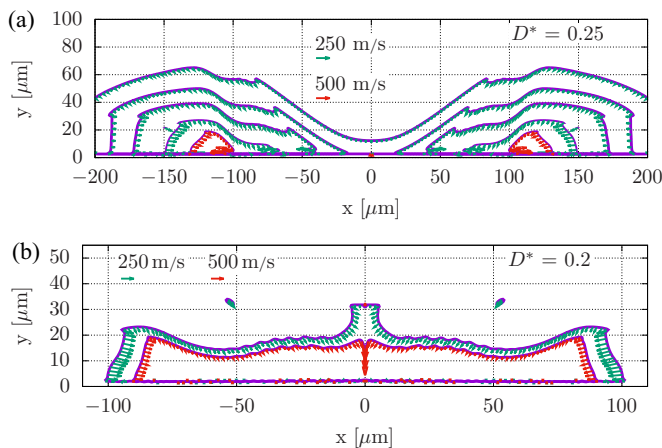 (a)
100
80
60
40
20
0
y [μm]
250 m/s
500 m/s
D* = 0.25
−200 −150 −100 −50 0 50 100 150 200
x [μm]
(b)
50
40
30
20
10
0
y [μm]
250 m/s 500 m/s
D* = 0.2
−100 −50 0 50 100
x [μm]